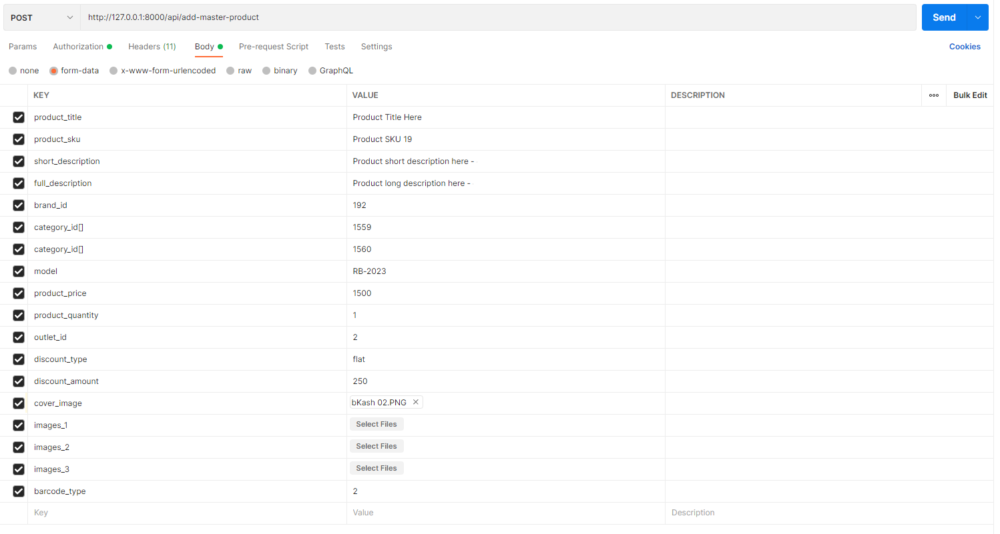 POST http://127.0.0.1:8000/api/add-master-product Send
Params Authorization Headers (11) Body Pre-request Script Tests Settings Cookies
none form-data x-www-form-urlencoded raw binary GraphQL
KEY VALUE DESCRIPTION Bulk Edit
product_title Product Title Here
product_sku Product SKU 19
short_description Product short description here -
full_description Product long description here -
brand_id 192
category_id[] 1559
category_id[] 1560
model RB-2023
product_price 1500
product_quantity 1
outlet_id 2
discount_type flat
discount_amount 250
cover_image bKash 02.PNG
images_1 Select Files
images_2 Select Files
images_3 Select Files
barcode_type 2
Key Value Description